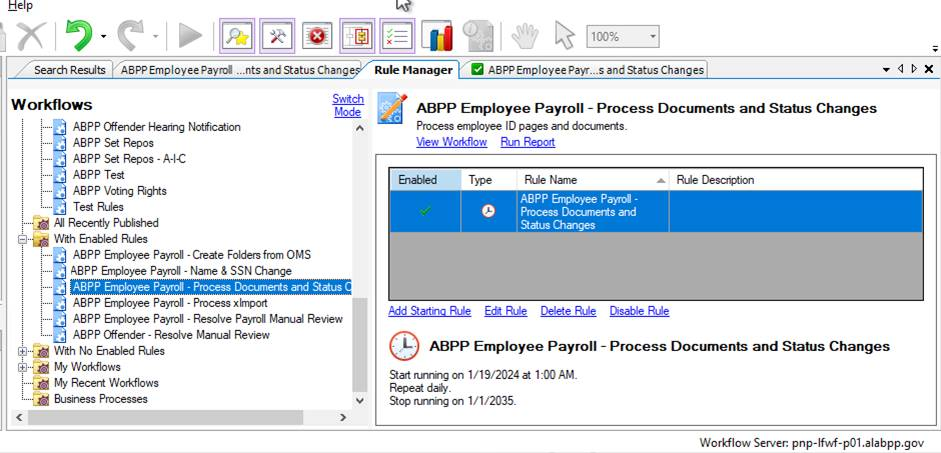 Help
100%
Search Results
ABPP Employee Payroll ...nts and Status Changes
Rule Manager
ABPP Employee Payr...s and Status Changes
Workflows
Switch
Mode
ABPP Offender Hearing Notification
ABPP Set Repos
ABPP Set Repos - A-I-C
ABPP Test
ABPP Voting Rights
Test Rules
All Recently Published
With Enabled Rules
ABPP Employee Payroll - Create Folders from OMS
ABPP Employee Payroll - Name & SSN Change
ABPP Employee Payroll - Process Documents and Status C
ABPP Employee Payroll - Process xImport
ABPP Employee Payroll - Resolve Payroll Manual Review
ABPP Offender - Resolve Manual Review
With No Enabled Rules
My Workflows
My Recent Workflows
Business Processes
ABPP Employee Payroll - Process Documents and Status Changes
Process employee ID pages and documents.
View Workflow Run Report
Enabled Type Rule Name Rule Description
ABPP Employee Payroll -
Process Documents and
Status Changes
Add Starting Rule Edit Rule Delete Rule Disable Rule
ABPP Employee Payroll - Process Documents and Status Changes
Start running on 1/19/2024 at 1:00 AM.
Repeat daily.
Stop running on 1/1/2035.
Workflow Server: pnp-lfwf-p01.alabpp.gov